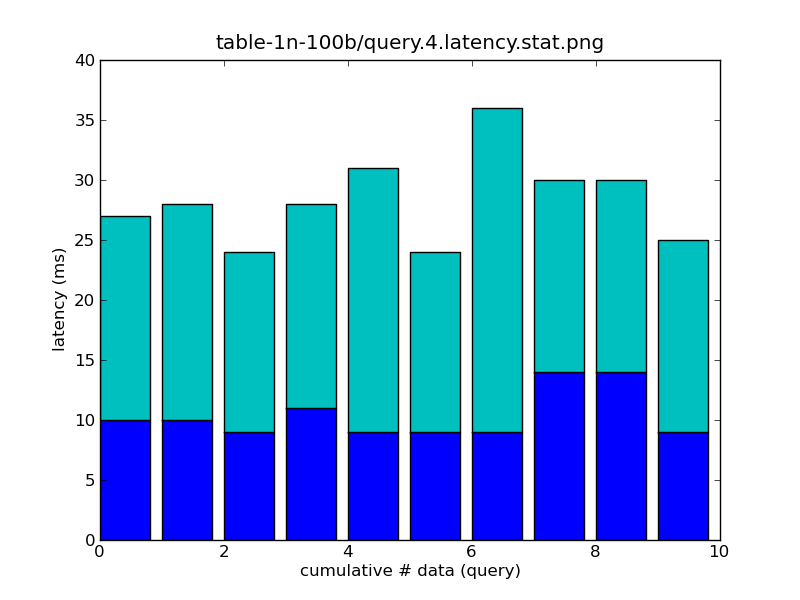 table-1n-100b/query.4.latency.stat.png
40
35
30
25
20
15
10
5
0
latency (ms)
0 2 4 6 8 10
cumulative # data (query)